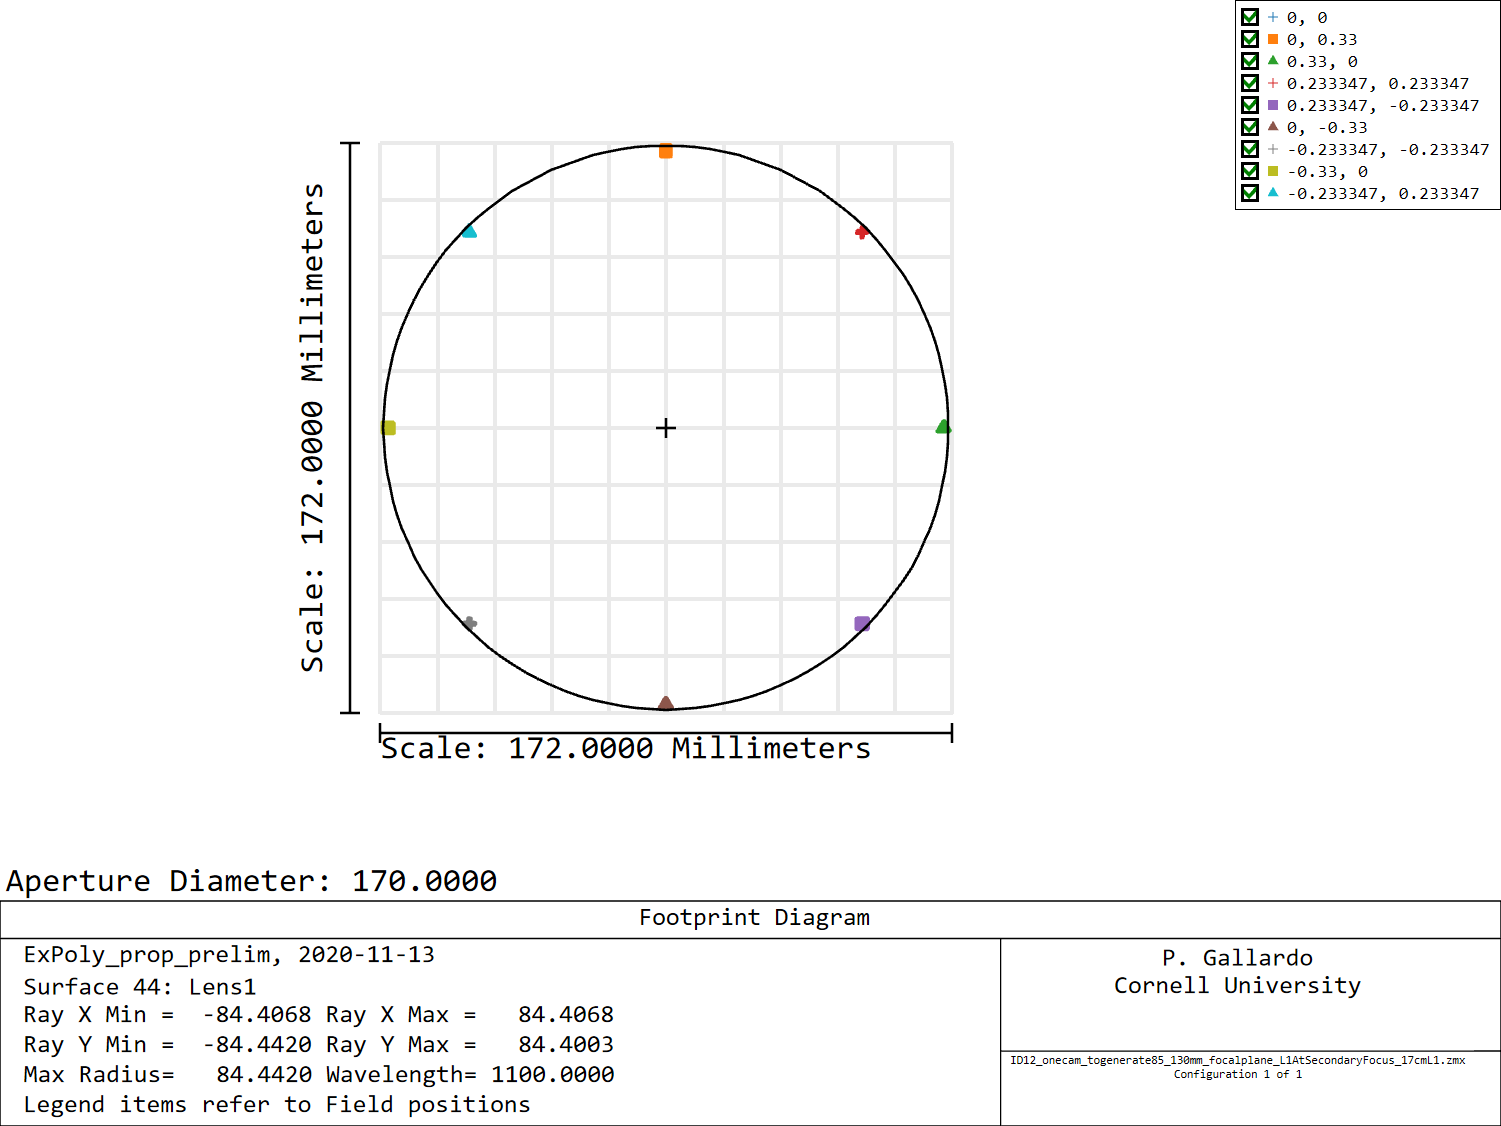 0, 0
0, 0.33
0.33, 0
0.233347, 0.233347
0.233347, -0.233347
0, -0.33
-0.233347, -0.233347
-0.33, 0
-0.233347, 0.233347
Scale: 172.0000 Millimeters
Scale: 172.0000 Millimeters
Aperture Diameter: 170.0000
Footprint Diagram
ExPoly_prop_prelim, 2020-11-13
Surface 44: Lens1
Ray X Min = -84.4068 Ray X Max = 84.4068
Ray Y Min = -84.4420 Ray Y Max = 84.4003
Max Radius= 84.4420 Wavelength= 1100.0000
Legend items refer to Field positions
P. Gallardo
Cornell University
ID12_onecam_togenerate85_130mm_focalplane_L1AtSecondaryFocus_17cmL1.zmx
Configuration 1 of 1